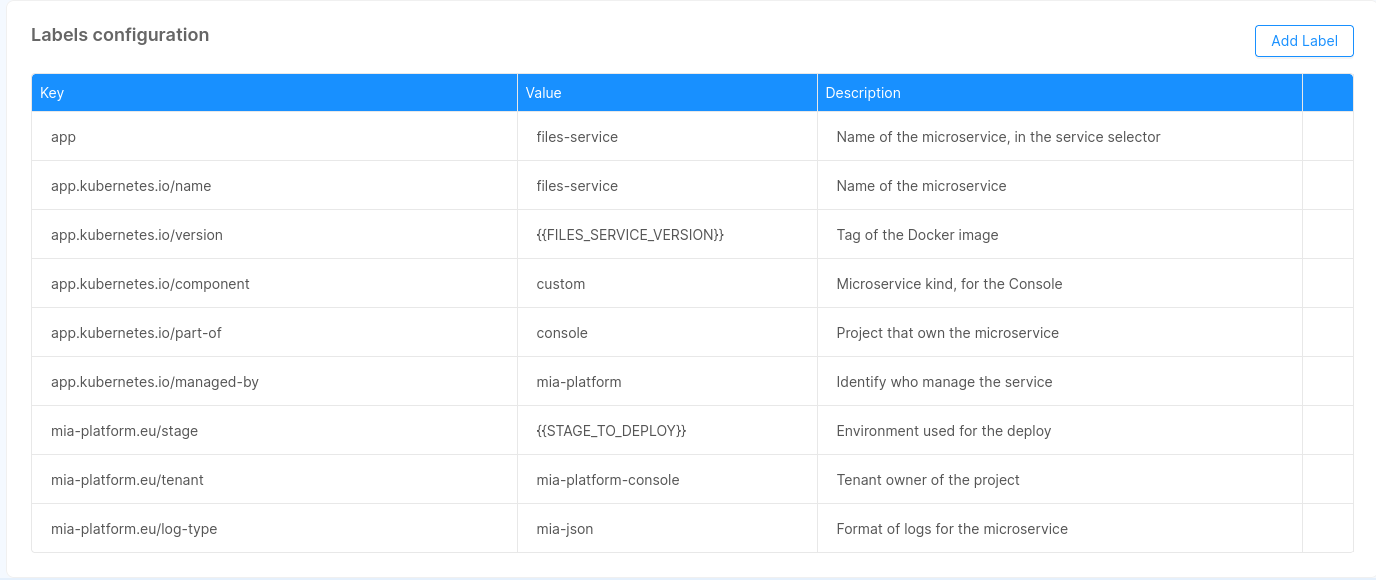 Labels configuration
Add Label
Key Value Description
app files-service Name of the microservice, in the service selector
app.kubernetes.io/name files-service Name of the microservice
app.kubernetes.io/version {{FILES_SERVICE_VERSION}} Tag of the Docker image
app.kubernetes.io/component custom Microservice kind, for the Console
app.kubernetes.io/part-of console Project that own the microservice
app.kubernetes.io/managed-by mia-platform Identify who manage the service
mia-platform.eu/stage {{STAGE_TO_DEPLOY}} Environment used for the deploy
mia-platform.eu/tenant mia-platform-console Tenant owner of the project
mia-platform.eu/log-type mia-json Format of logs for the microservice